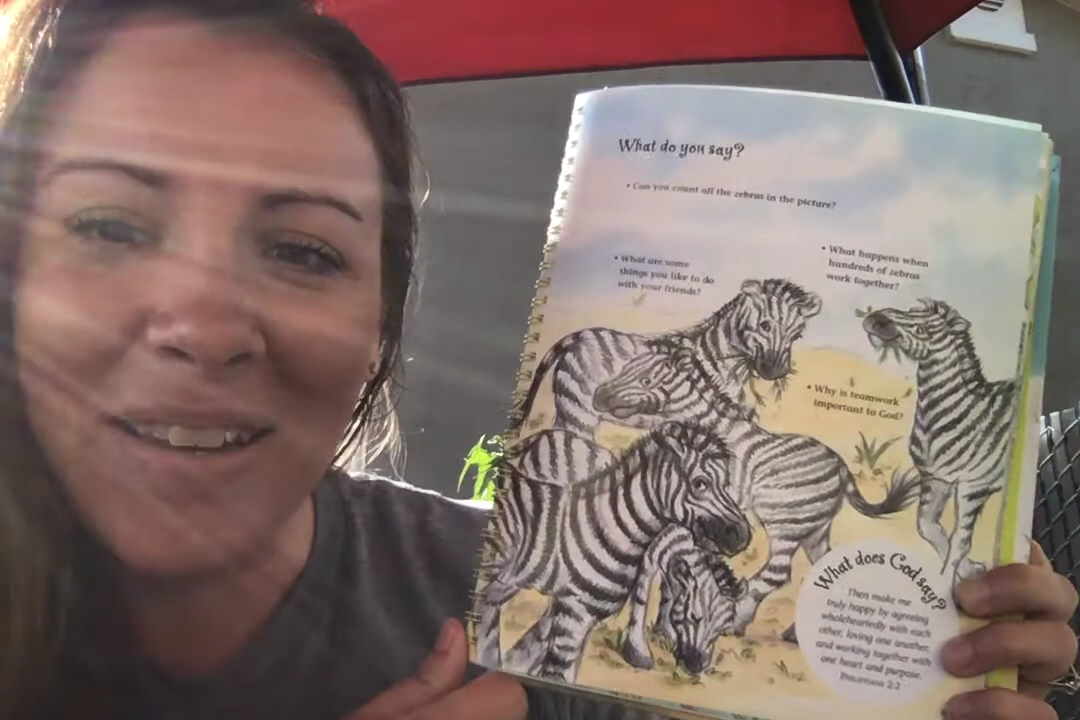 What do you say?
• Can you count all the zebras in the picture?
• What are some
things you like to do
with your friends?
• What happens when
hundreds of zebras
work together?
• Why is teamwork
important to God?
What does God say?
Then make me
truly happy by agreeing
wholeheartedly with each
other, loving one another,
and working together with
one heart and purpose.
Philippians 2:2